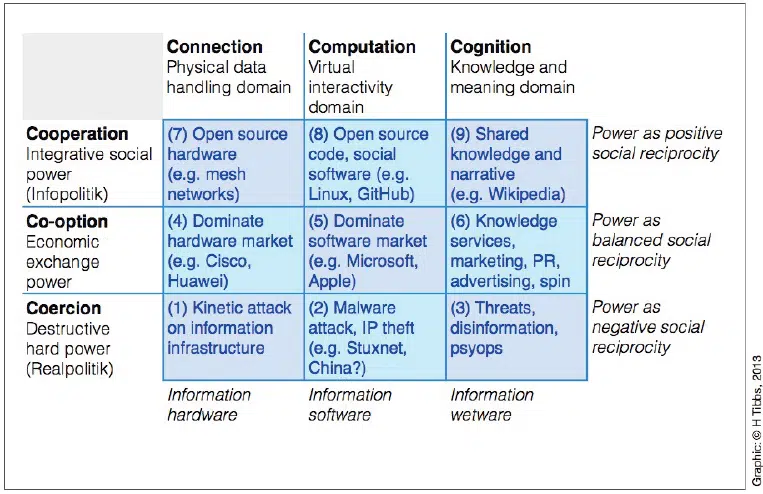 Connection
Physical data
handling domain
Computation
Virtual
interactivity
domain
Cognition
Knowledge and
meaning domain
Cooperation
Integrative social
power
(Infopolitik)
(7) Open source
hardware
(e.g. mesh
networks)
(8) Open source
code, social
software (e.g.
Linux, GitHub)
(9) Shared
knowledge and
narrative
(e.g. Wikipedia)
Power as positive
social reciprocity
Co-option
Economic
exchange
power
(4) Dominate
hardware market
(e.g. Cisco,
Huawei)
(5) Dominate
software market
(e.g. Microsoft,
Apple)
(6) Knowledge
services,
marketing, PR,
advertising, spin
Power as
balanced social
reciprocity
Coercion
Destructive
hard power
(Realpolitik)
(1) Kinetic attack
on information
infrastructure
(2) Malware
attack, IP theft
(e.g. Stuxnet,
China?)
(3) Threats,
disinformation,
psyops
Power as
negative social
reciprocity
Information
hardware
Information
software
Information
wetware
Graphic: © H Tibbs, 2013